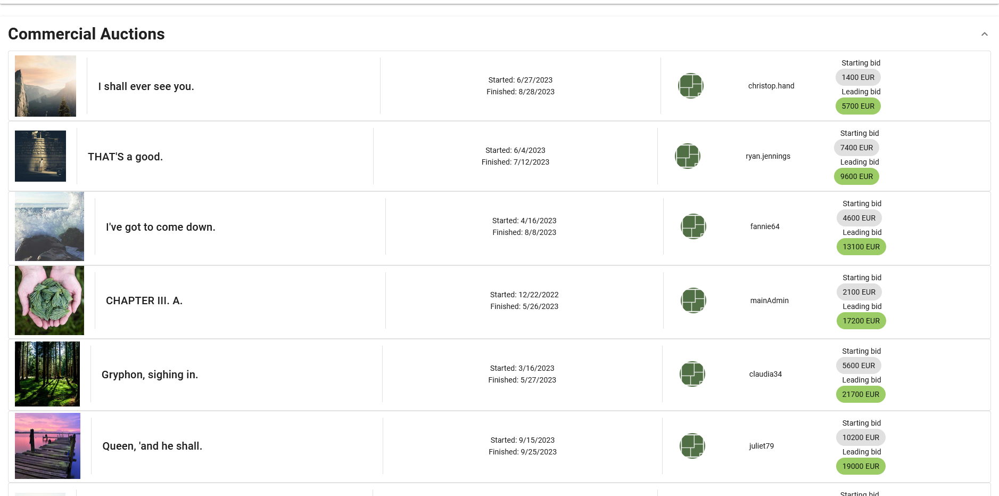 Commercial Auctions
I shall ever see you.
Started: 6/27/2023
Finished: 8/28/2023
christop.hand
Starting bid
1400 EUR
Leading bid
5700 EUR
THAT'S a good.
Started: 6/4/2023
Finished: 7/12/2023
ryan.jennings
Starting bid
7400 EUR
Leading bid
9600 EUR
I've got to come down.
Started: 4/16/2023
Finished: 8/8/2023
fannie64
Starting bid
4600 EUR
Leading bid
13100 EUR
CHAPTER III. A.
Started: 12/22/2022
Finished: 5/26/2023
mainAdmin
Starting bid
2100 EUR
Leading bid
17200 EUR
Gryphon, sighing in.
Started: 3/16/2023
Finished: 5/27/2023
claudia34
Starting bid
5600 EUR
Leading bid
21700 EUR
Queen, 'and he shall.
Started: 9/15/2023
Finished: 9/25/2023
juliet79
Starting bid
10200 EUR
Leading bid
19000 EUR
Starting bid